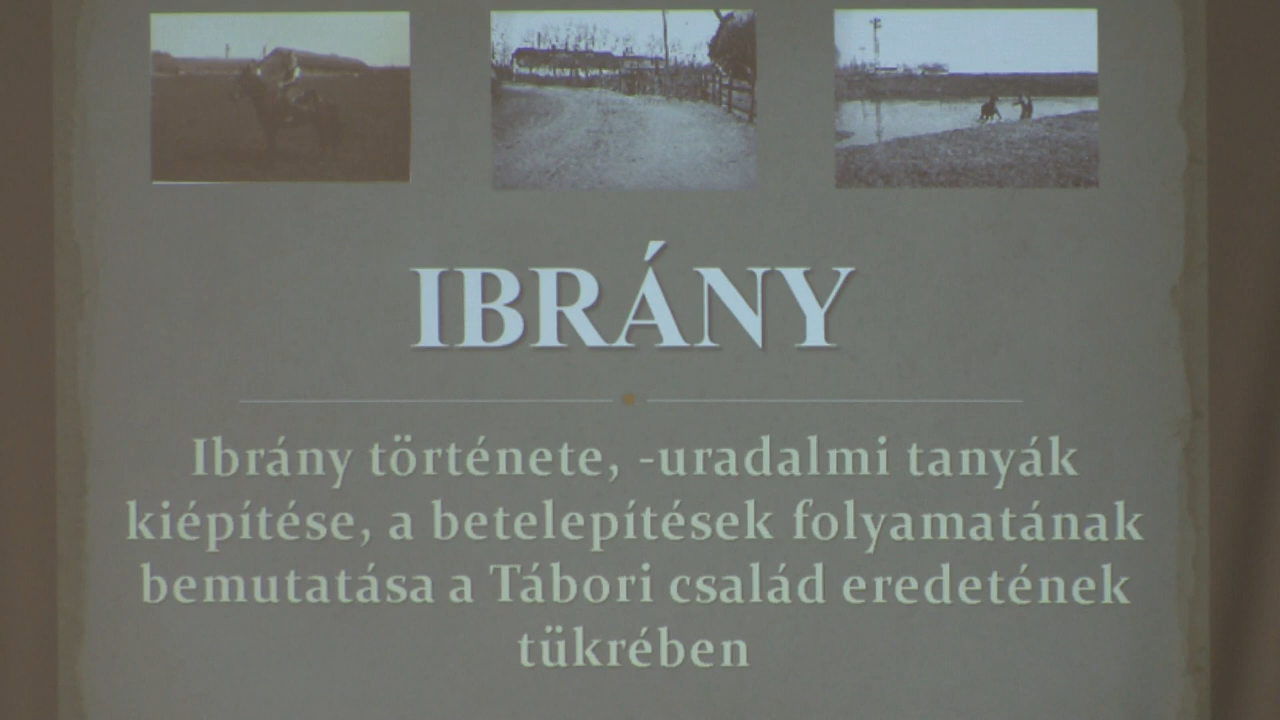 IBRÁNY
Ibrány története, -uradalmi tanyák
kiépítése, a betelepítések folyamatának
bemutatása a Tábori család eredetének
tükrében